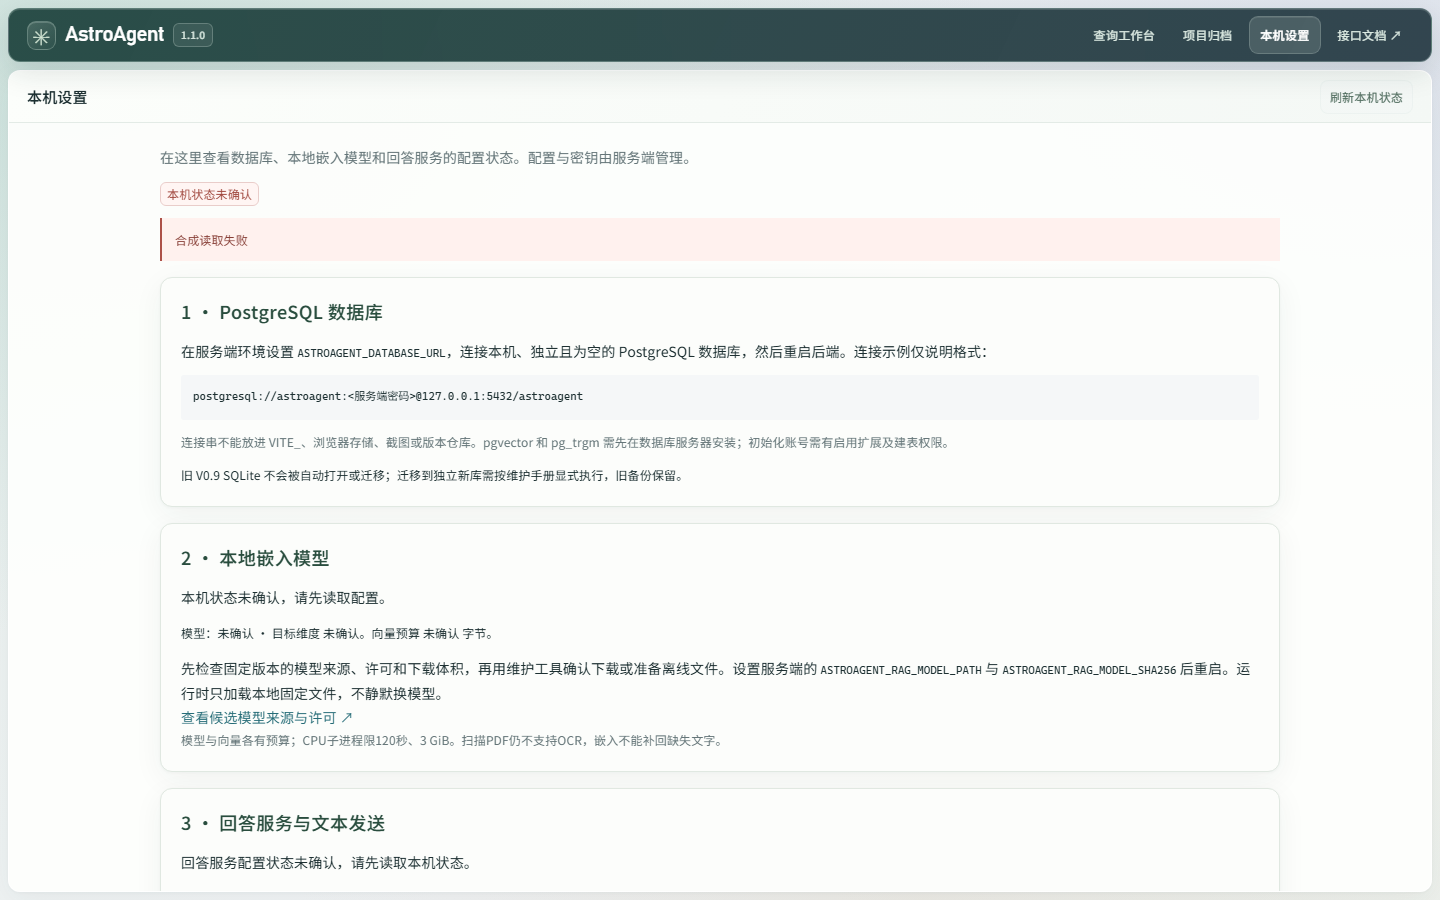 AstroAgent 1.1.0 查询工作台 项目归档 本机设置 接口文档 ↗
本机设置 刷新本机状态
在这里查看数据库、本地嵌入模型和回答服务的配置状态。配置与密钥由服务端管理。
本机状态未确认
合成读取失败
1 · PostgreSQL 数据库
在服务端环境设置 ASTROAGENT_DATABASE_URL，连接本机、独立且为空的 PostgreSQL 数据库，然后重启后端。连接示例仅说明格式：
postgresql://astroagent:<服务端密码>@127.0.0.1:5432/astroagent
连接串不能放进 VITE_、浏览器存储、截图或版本仓库。pgvector 和 pg_trgm 需先在数据库服务器安装；初始化账号需有启用扩展及建表权限。
旧 V0.9 SQLite 不会被自动打开或迁移；迁移到独立新库需按维护手册显式执行，旧备份保留。
2 · 本地嵌入模型
本机状态未确认，请先读取配置。
模型：未确认 · 目标维度 未确认。向量预算 未确认 字节。
先检查固定版本的模型来源、许可和下载体积，再用维护工具确认下载或准备离线文件。设置服务端的 ASTROAGENT_RAG_MODEL_PATH 与 ASTROAGENT_RAG_MODEL_SHA256 后重启。运
行时只加载本地固定文件，不静默换模型。
查看候选模型来源与许可 ↗
模型与向量各有预算；CPU子进程限120秒、3 GiB。扫描PDF仍不支持OCR，嵌入不能补回缺失文字。
3 · 回答服务与文本发送
回答服务配置状态未确认，请先读取本机状态。